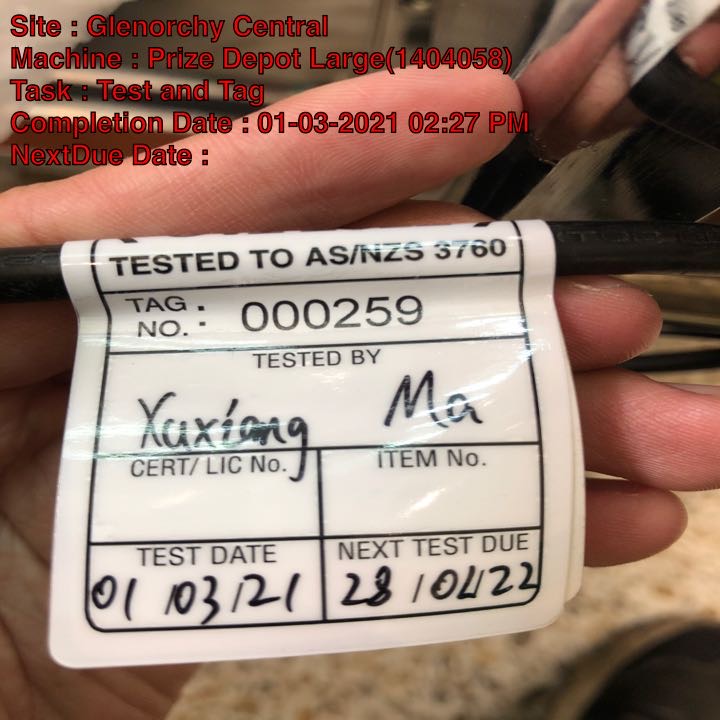 Site : Glenorchy Central
Machine : Prize Depot Large(1404058)
Task : Test and Tag
Completion Date : 01-03-2021 02:27 PM
NextDue Date :
TESTED TO AS/NZS 3760
TAG NO. : 000259
TESTED BY
Xuxiang Ma
CERT/ LIC No.
ITEM No.
TEST DATE
NEXT TEST DUE
01/03/21
28/02/22